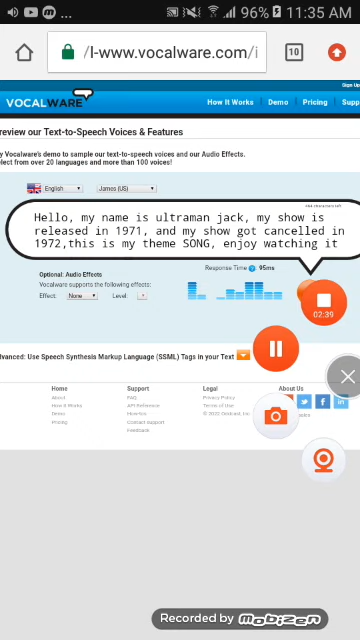 96% 11:35 AM
/l-www.vocalware.com/i
10
Sign up
VOCALWARE
How It Works Demo Pricing Supp
review our Text-to-Speech Voices & Features
y Vocalware's demo to sample our text-to-speech voices and our Audio Effects.
elect from over 20 languages and more than 100 voices!
English James (US)
characters left
Hello, my name is ultraman jack, my show is
released in 1971, and my show got cancelled in
1972,this is my theme SONG, enjoy watching it
Optional: Audio Effects
Vocalware supports the following effects:
Effect: None Level:
Response Time 95ms
02:39
dvanced: Use Speech Synthesis Markup Language (SSML) Tags in your Text
Home Support Legal About Us
About FAQ Privacy Policy
How It Works API Reference Terms of Use
Demo How-tos © 2020 Oddcast, Inc.
Pricing Contact Support
Feedback
Recorded by mobizen